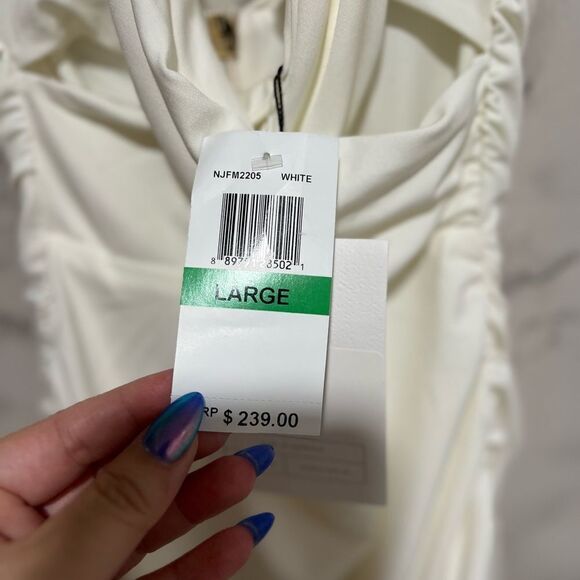 NJFM2205 WHITE
LARGE
RP $ 239.00